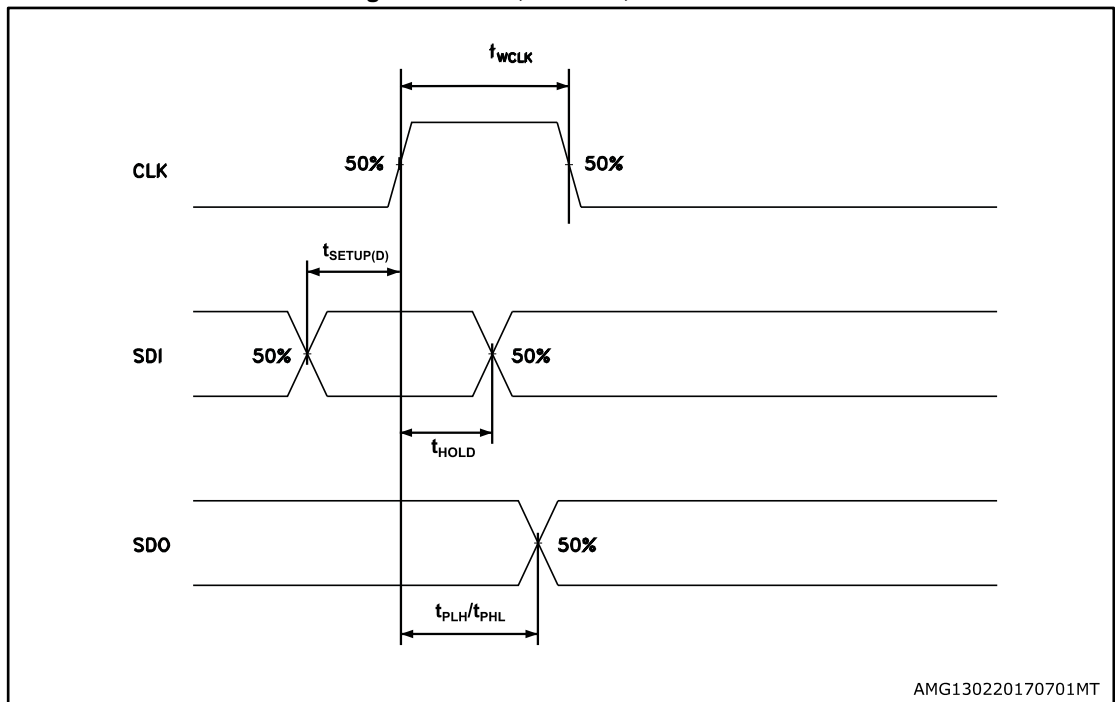 tWCLK
50% 50%
CLK
tSETUP(D)
50% 50%
SDI
tHOLD
50%
SDO
tPLH/tPHL
AMG130220170701MT